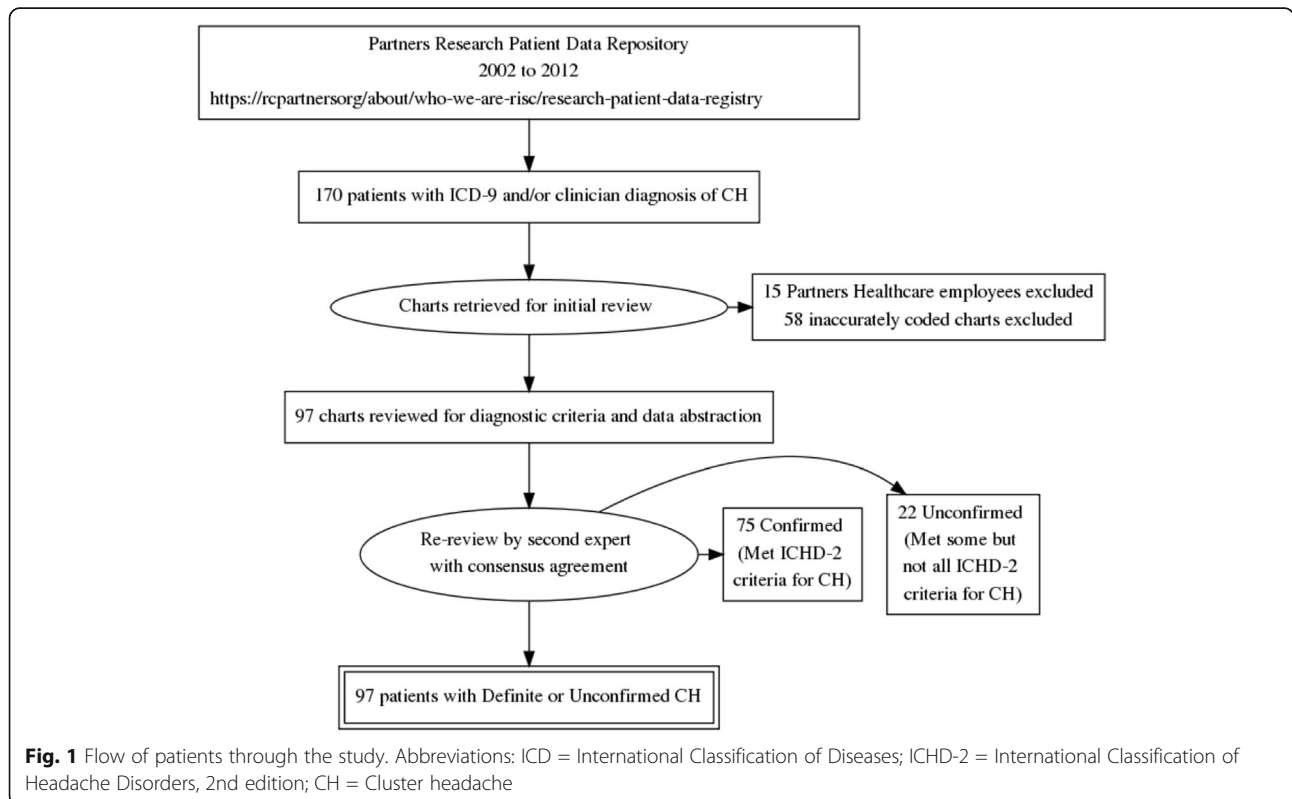 Partners Research Patient Data Repository
2002 to 2012
https://rcpartnersorg/about/who-we-are-risc/research-patient-data-registry
170 patients with ICD-9 and/or clinician diagnosis of CH
Charts retrieved for initial review
15 Partners Healthcare employees excluded
58 inaccurately coded charts excluded
97 charts reviewed for diagnostic criteria and data abstraction
Re-review by second expert
with consensus agreement
75 Confirmed
(Met ICHD-2
criteria for CH)
22 Unconfirmed
(Met some but
not all ICHD-2
criteria for CH)
97 patients with Definite or Unconfirmed CH
Fig. 1 Flow of patients through the study. Abbreviations: ICD = International Classification of Diseases; ICHD-2 = International Classification of
Headache Disorders, 2nd edition; CH = Cluster headache